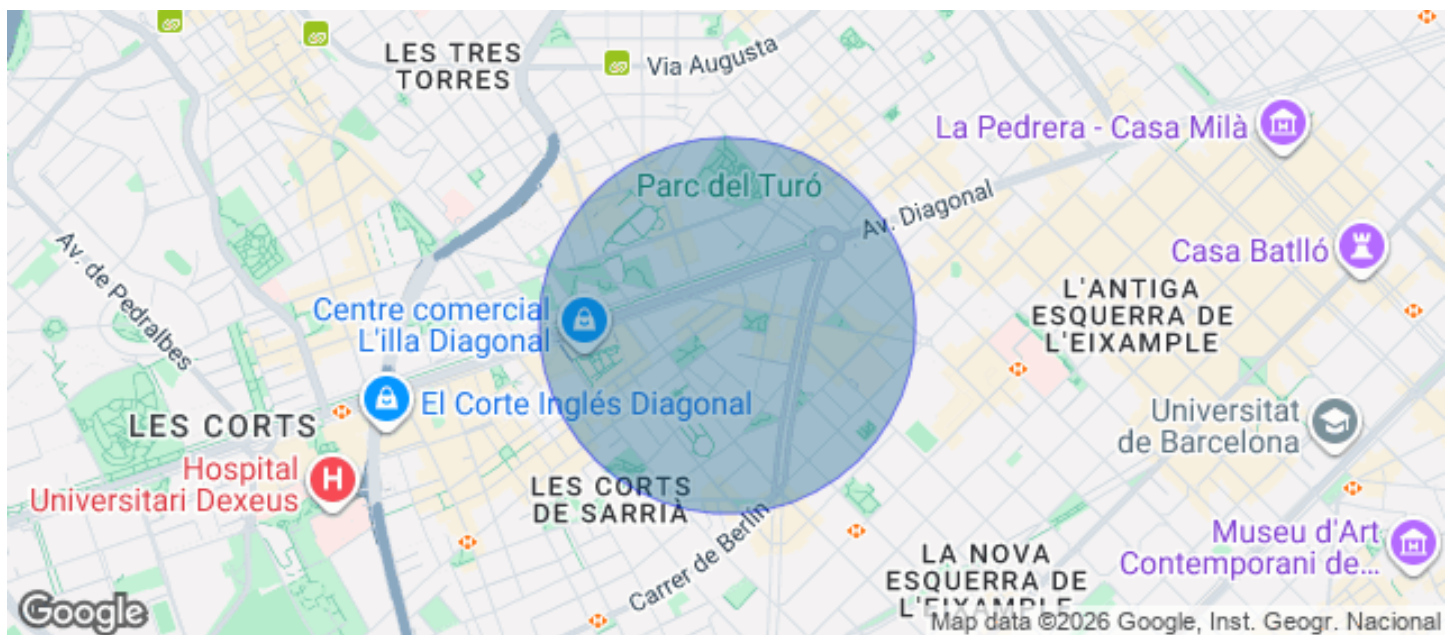 LES TRES
TORRES
Via Augusta
La Pedrera - Casa Milà
Parc del Turó
Av. Diagonal
Av. de Pedralbes
Casa Batlló
L'ANTIGA
ESQUERRA DE
L'EIXAMPLE
Centre comercial
L'illa Diagonal
El Corte Inglés Diagonal
LES CORTS
Universitat
de Barcelona
Hospital
Universitari Dexeus
H
LES CORTS
DE SARRIÀ
Carrer de Berlín
Museu d'Art
Contemporani de...
LA NOVA
ESQUERRA DE
L'EIXAMPLE
Google
Map data ©2026 Google, Inst. Geogr. Nacional